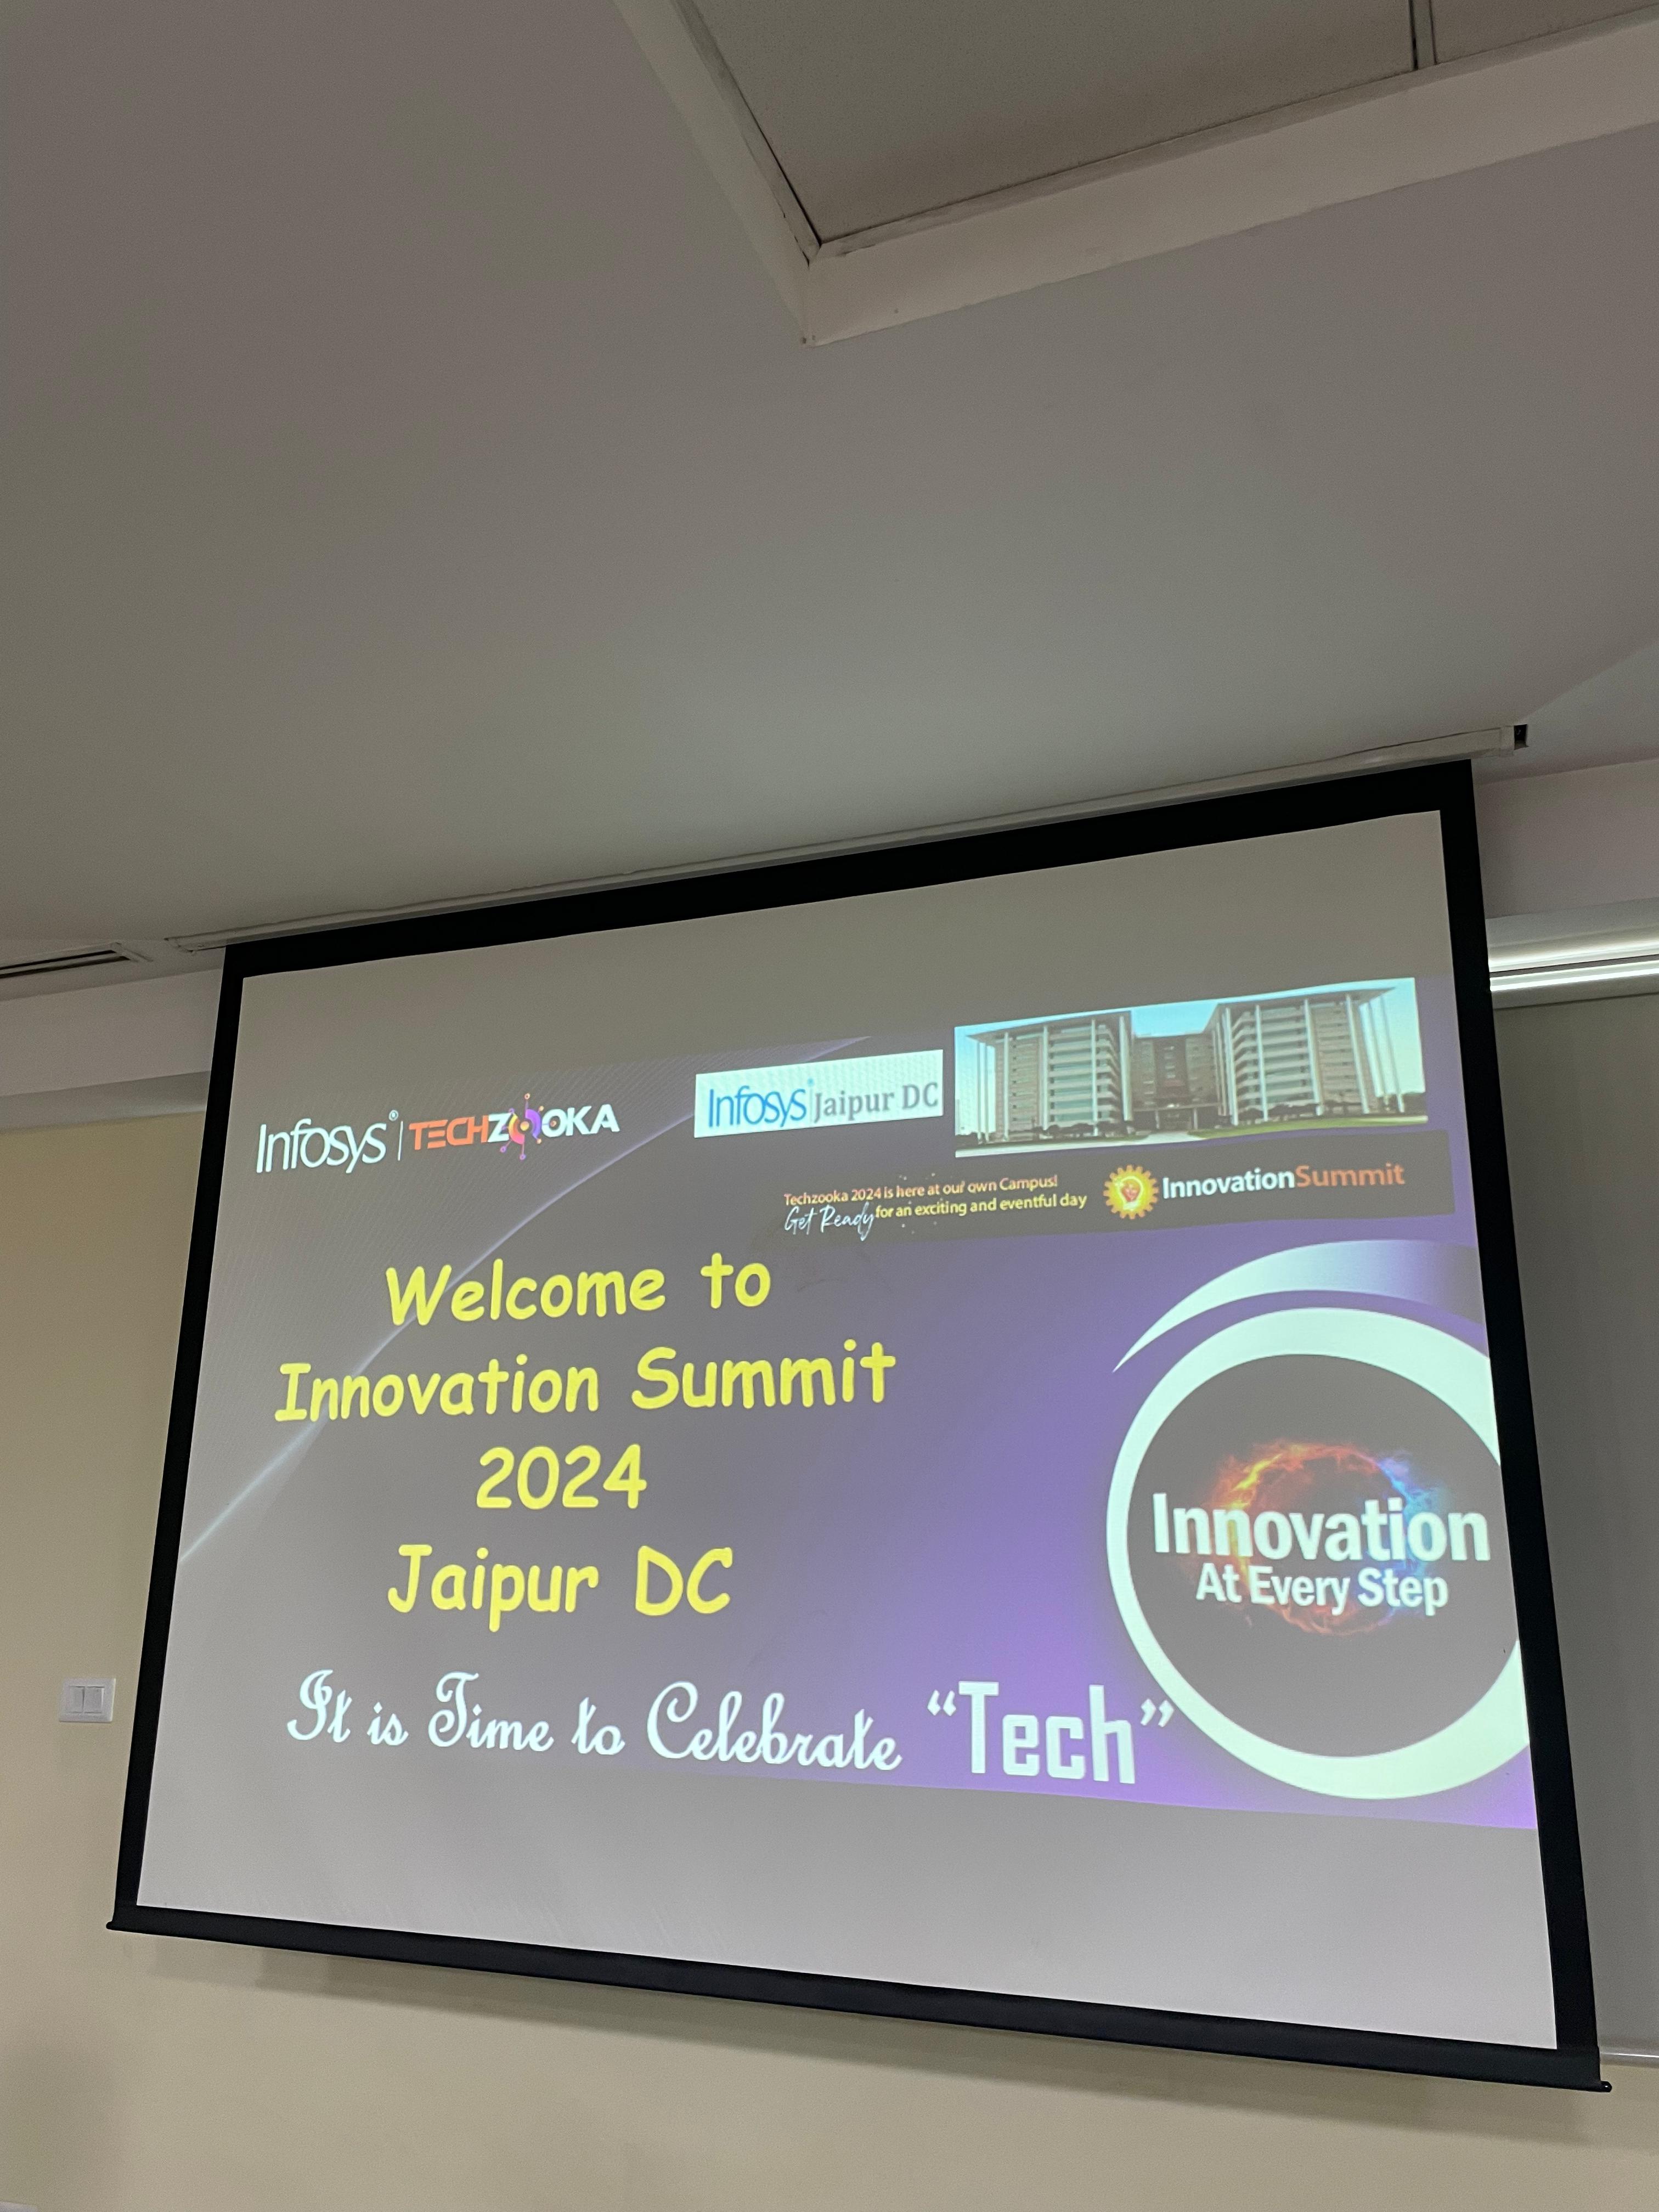 Infosys® | TECHZOOKA
Infosys® Jaipur DC
Techzooka 2024 is here at our own Campus!
Get Ready for an exciting and eventful day
InnovationSummit
Welcome to
Innovation Summit
2024
Jaipur DC
Innovation
At Every Step
It is Time to Celebrate “Tech”